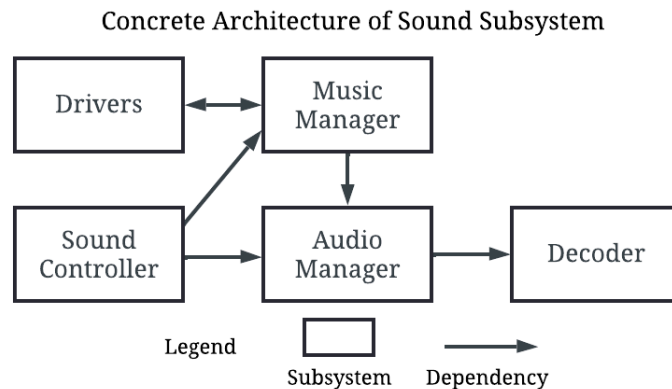 Concrete Architecture of Sound Subsystem
Drivers
Music
Manager
Sound
Controller
Audio
Manager
Decoder
Legend
Subsystem
Dependency